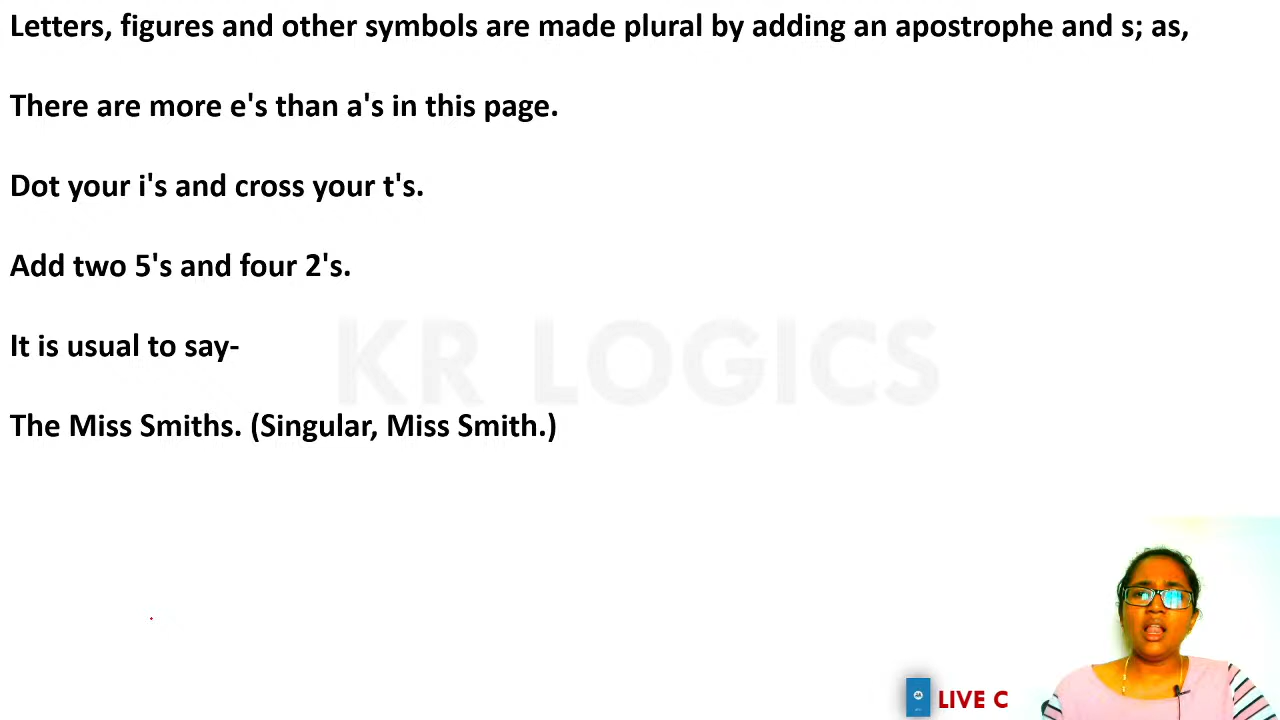 Letters, figures and other symbols are made plural by adding an apostrophe and s; as,
There are more e's than a's in this page.
Dot your i's and cross your t's.
Add two 5's and four 2's.
It is usual to say-
KR LOGICS
The Miss Smiths. (Singular, Miss Smith.)
LIVE C